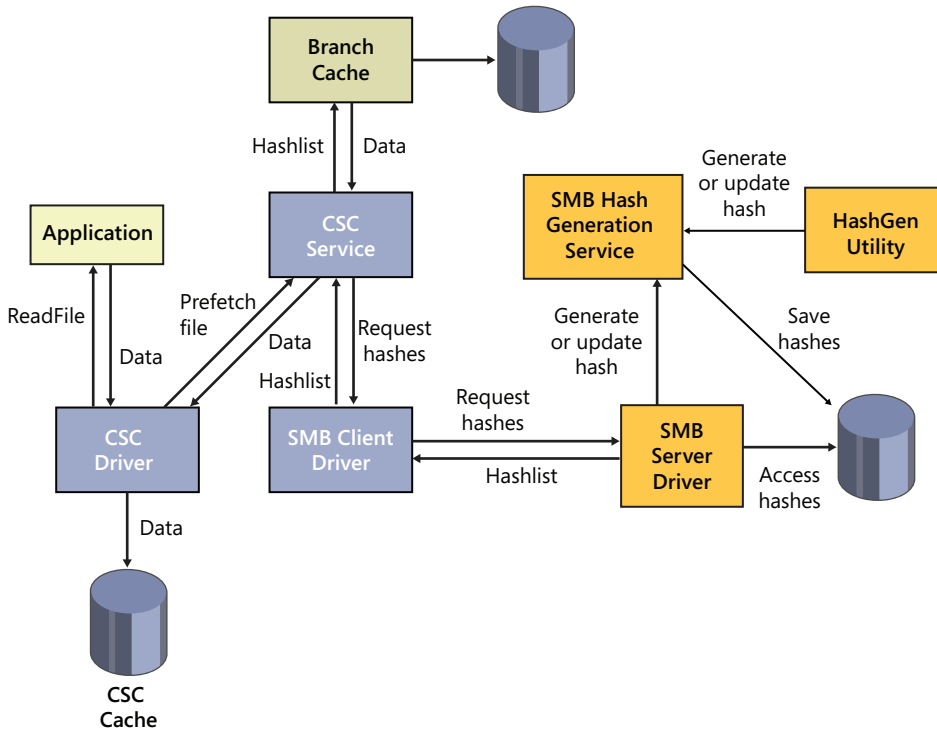 Branch
Cache
Hashlist
Data
Generate
or update
hash
Application
CSC
Service
SMB Hash
Generation
Service
HashGen
Utility
ReadFile
Data
Prefetch
file
Data
Hashlist
Request
hashes
Generate
or update
hash
Save
hashes
CSC
Driver
SMB Client
Driver
Request
hashes
Hashlist
SMB
Server
Driver
Access
hashes
Data
CSC
Cache